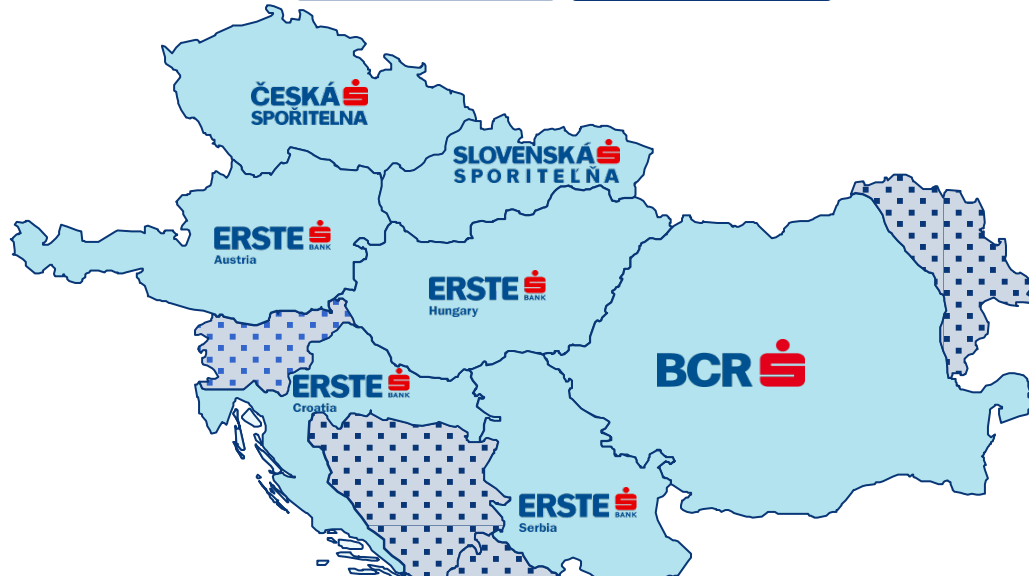 ČESKÁ
SPOŘITELNA
SLOVENSKÁ
SPORITEĽŇA
ERSTE
BANK
Austria
ERSTE
BANK
Hungary
BCR
ERSTE
BANK
Croatia
ERSTE
BANK
Serbia